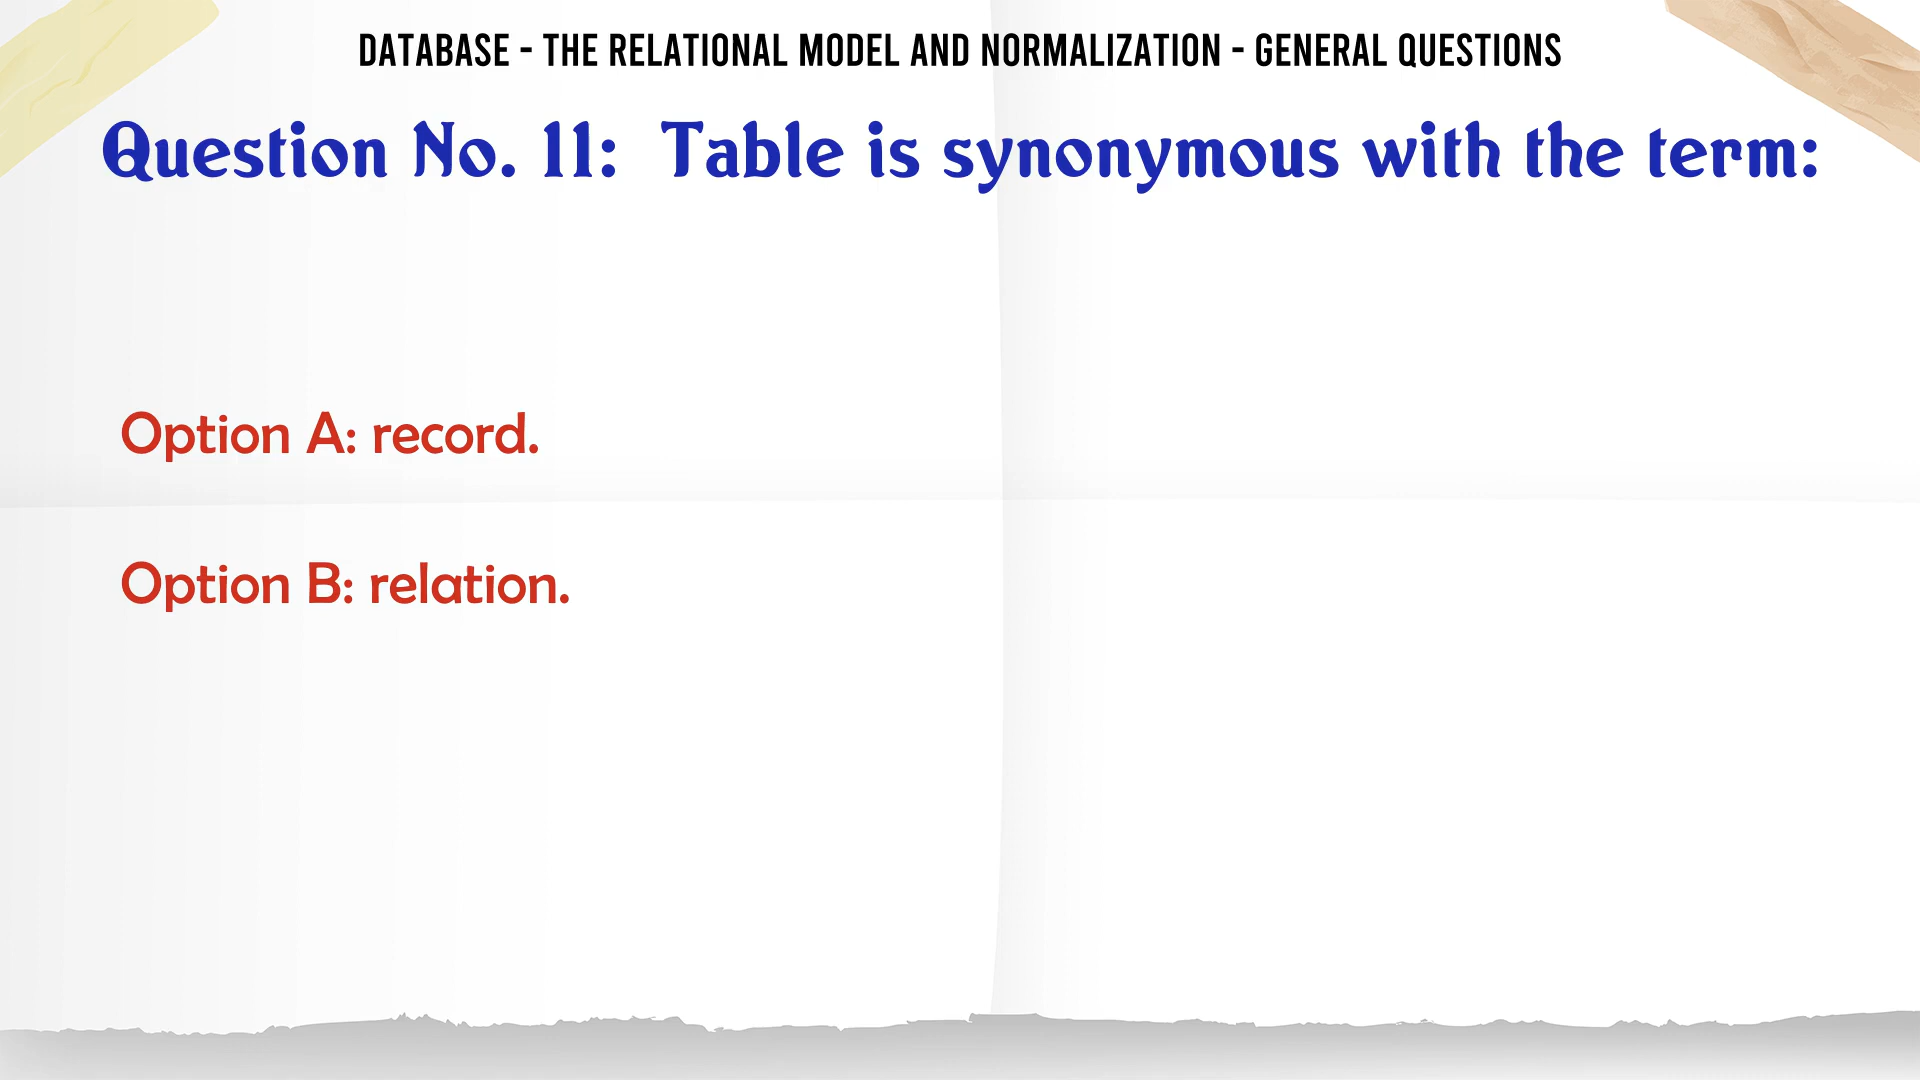 DATABASE - THE RELATIONAL MODEL AND NORMALIZATION - GENERAL QUESTIONS
Question No. 11: Table is synonymous with the term:
Option A: record.
Option B: relation.